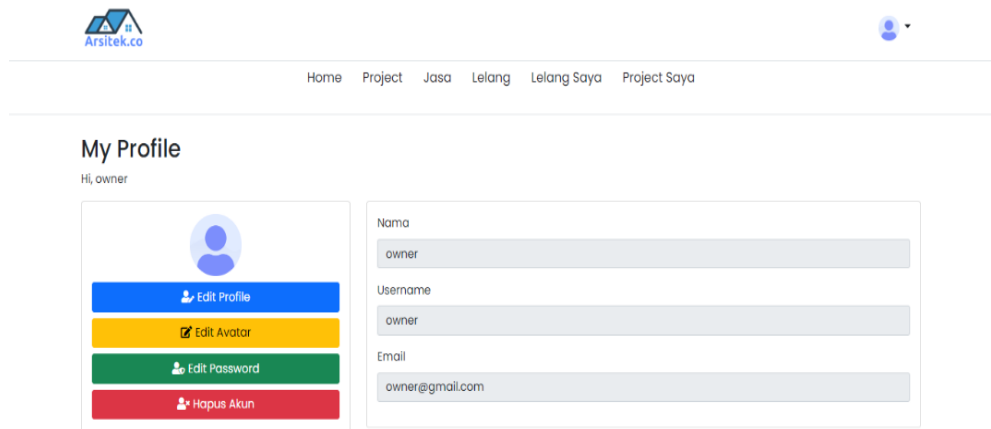 Arsitek.co
Home Project Jasa Lelang Lelang Saya Project Saya
My Profile
Hi, owner
Edit Profile
Edit Avatar
Edit Password
Hapus Akun
Nama
owner
Username
owner
Email
owner@gmail.com